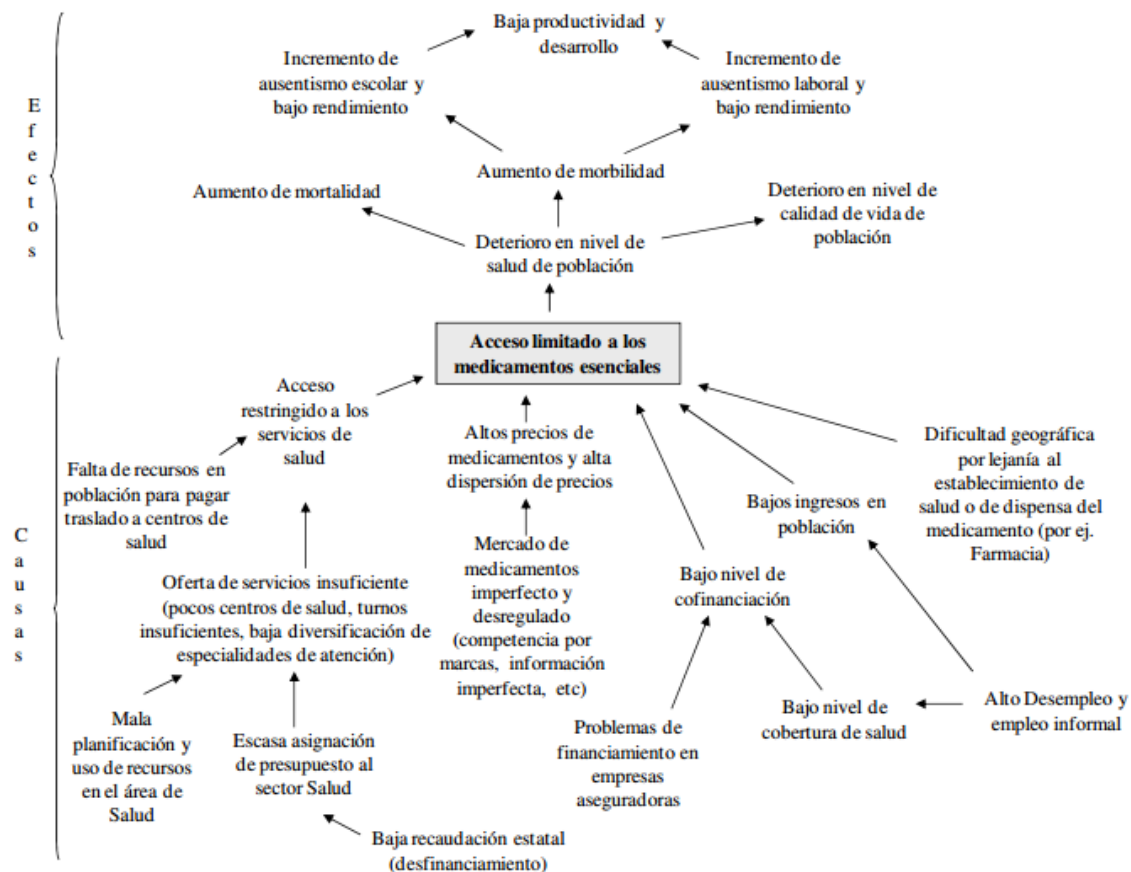 Baja productividad y
desarrollo
Incremento de
ausentismo escolar y
bajo rendimiento
Incremento de
ausentismo laboral y
bajo rendimiento
E
f
e
c
t
o
s
Aumento de morbilidad
Aumento de mortalidad
Deterioro en nivel de
calidad de vida de
población
Deterioro en nivel de
salud de población
Acceso limitado a los
medicamentos esenciales
Acceso
restringido a los
servicios de
salud
Altos precios de
medicamentos y alta
dispersión de precios
Dificultad geográfica
por lejanía al
establecimiento de
salud o de dispensa del
medicamento (por ej.
Farmacia)
Falta de recursos en
población para pagar
traslado a centros de
salud
Bajos ingresos en
población
C
a
u
s
a
s
Mercado de
medicamentos
imperfecto y
desregulado
(competencia por
marcas, información
imperfecta, etc)
Bajo nivel de
cofinanciación
Oferta de servicios insuficiente
(pocos centros de salud, turnos
insuficientes, baja diversificación de
especialidades de atención)
Bajo nivel de
cobertura de salud
Alto Desempleo y
empleo informal
Mala
planificación y
uso de recursos
en el área de
Salud
Escasa asignación
de presupuesto al
sector Salud
Problemas de
financiamiento en
empresas
aseguradoras
Baja recaudación estatal
(desfinanciamiento)